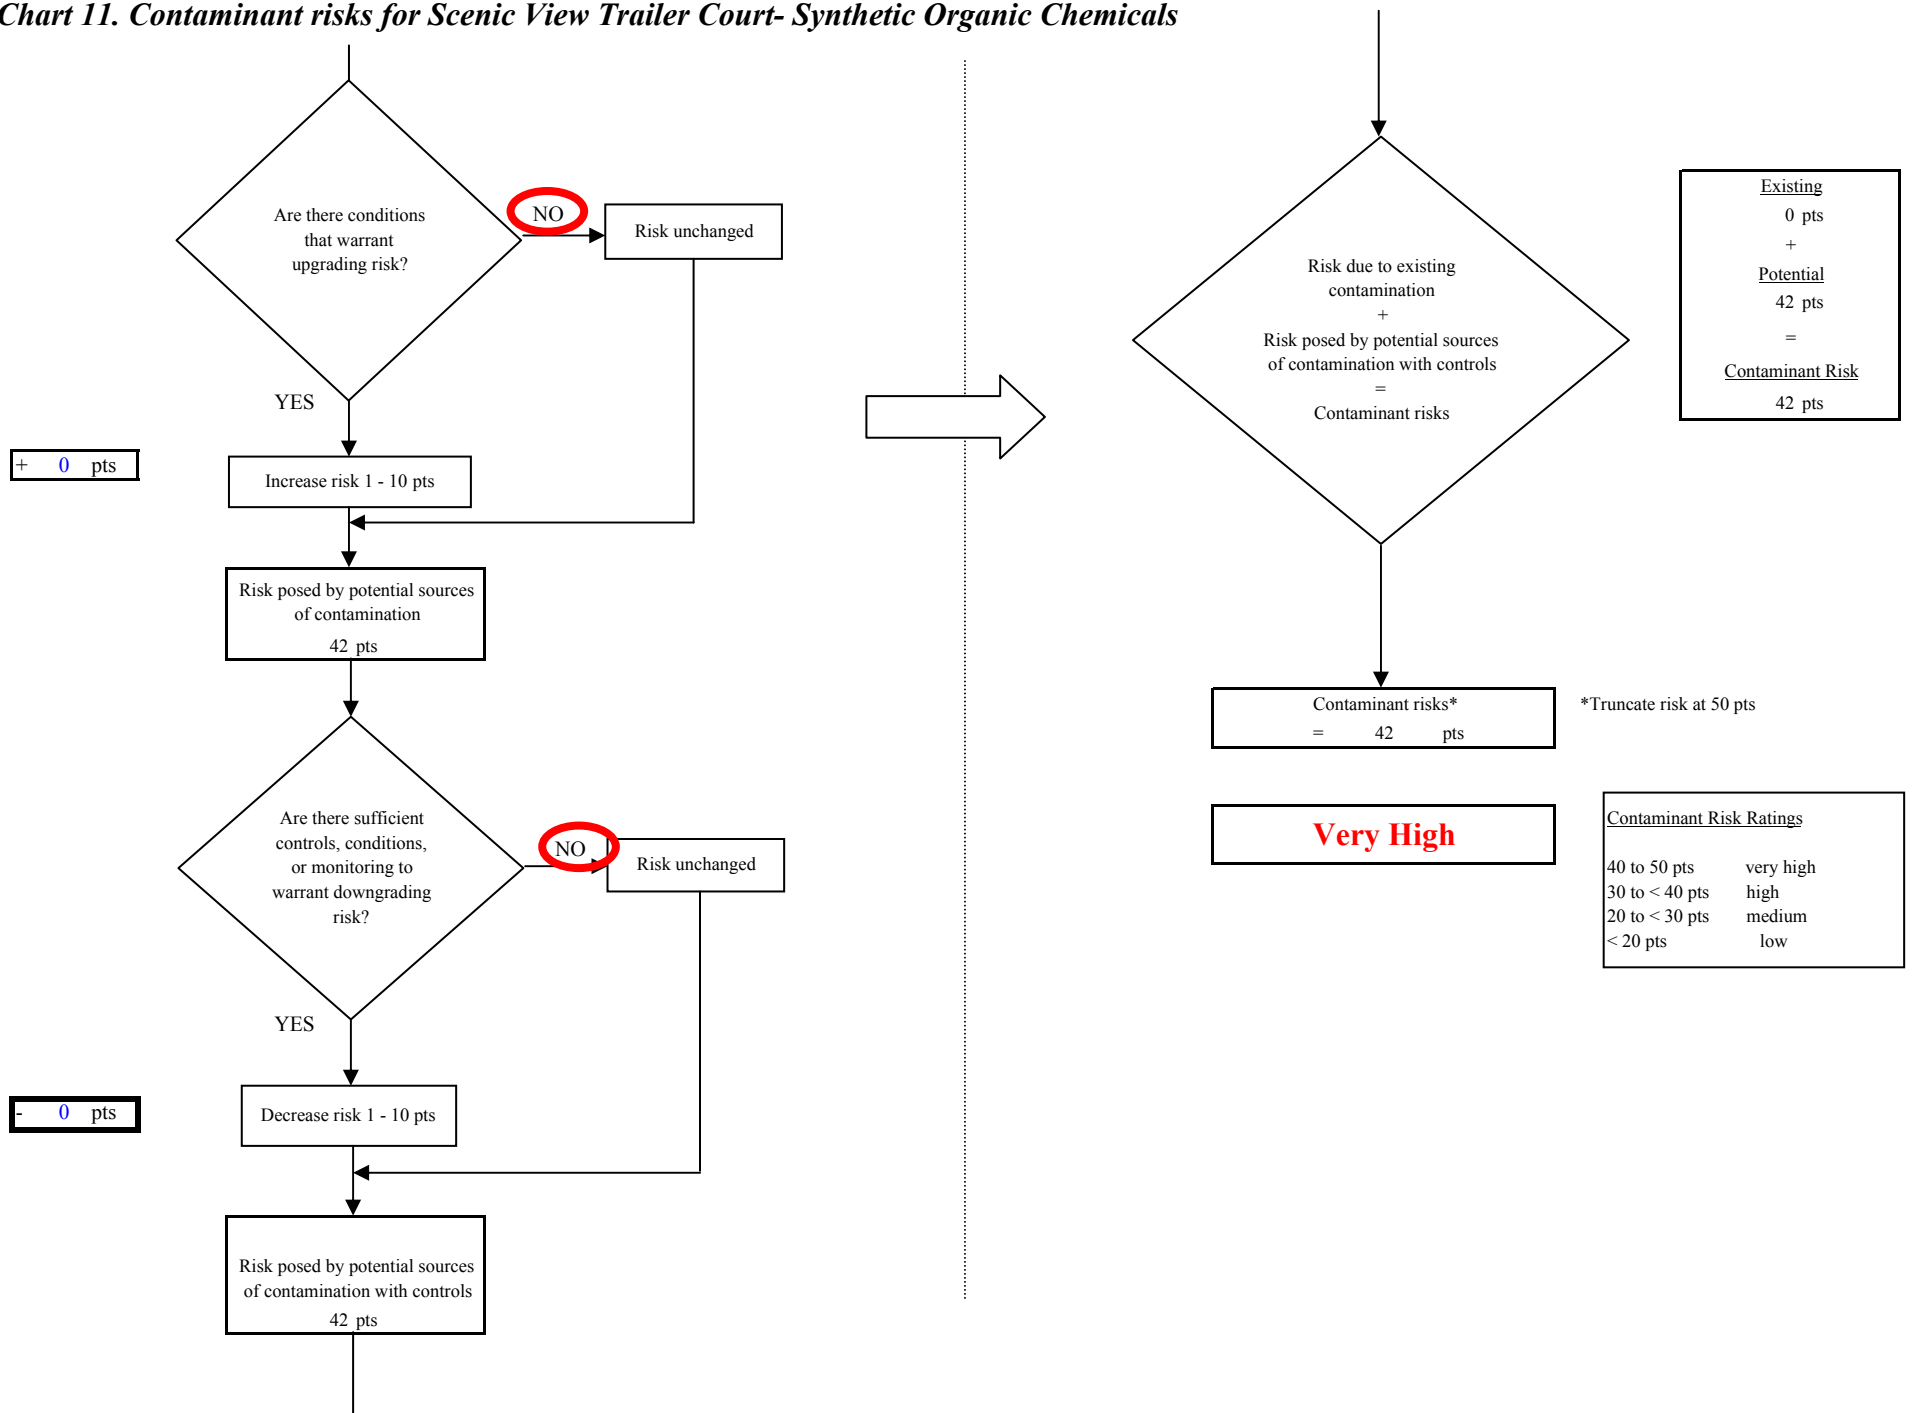 Chart 11. Contaminant risks for Scenic View Trailer Court- Synthetic Organic Chemicals
Are there conditions
that warrant
upgrading risk?
NO
Risk unchanged
YES
+ 0 pts
Increase risk 1 - 10 pts
Risk posed by potential sources
of contamination
42 pts
Are there sufficient
controls, conditions,
or monitoring to
warrant downgrading
risk?
NO
Risk unchanged
YES
- 0 pts
Decrease risk 1 - 10 pts
Risk posed by potential sources
of contamination with controls
42 pts
Risk due to existing
contamination
+
Risk posed by potential sources
of contamination with controls
=
Contaminant risks
Existing
0 pts
+
Potential
42 pts
=
Contaminant Risk
42 pts
Contaminant risks*
= 42 pts
*Truncate risk at 50 pts
Very High
Contaminant Risk Ratings
40 to 50 pts very high
30 to < 40 pts high
20 to < 30 pts medium
< 20 pts low